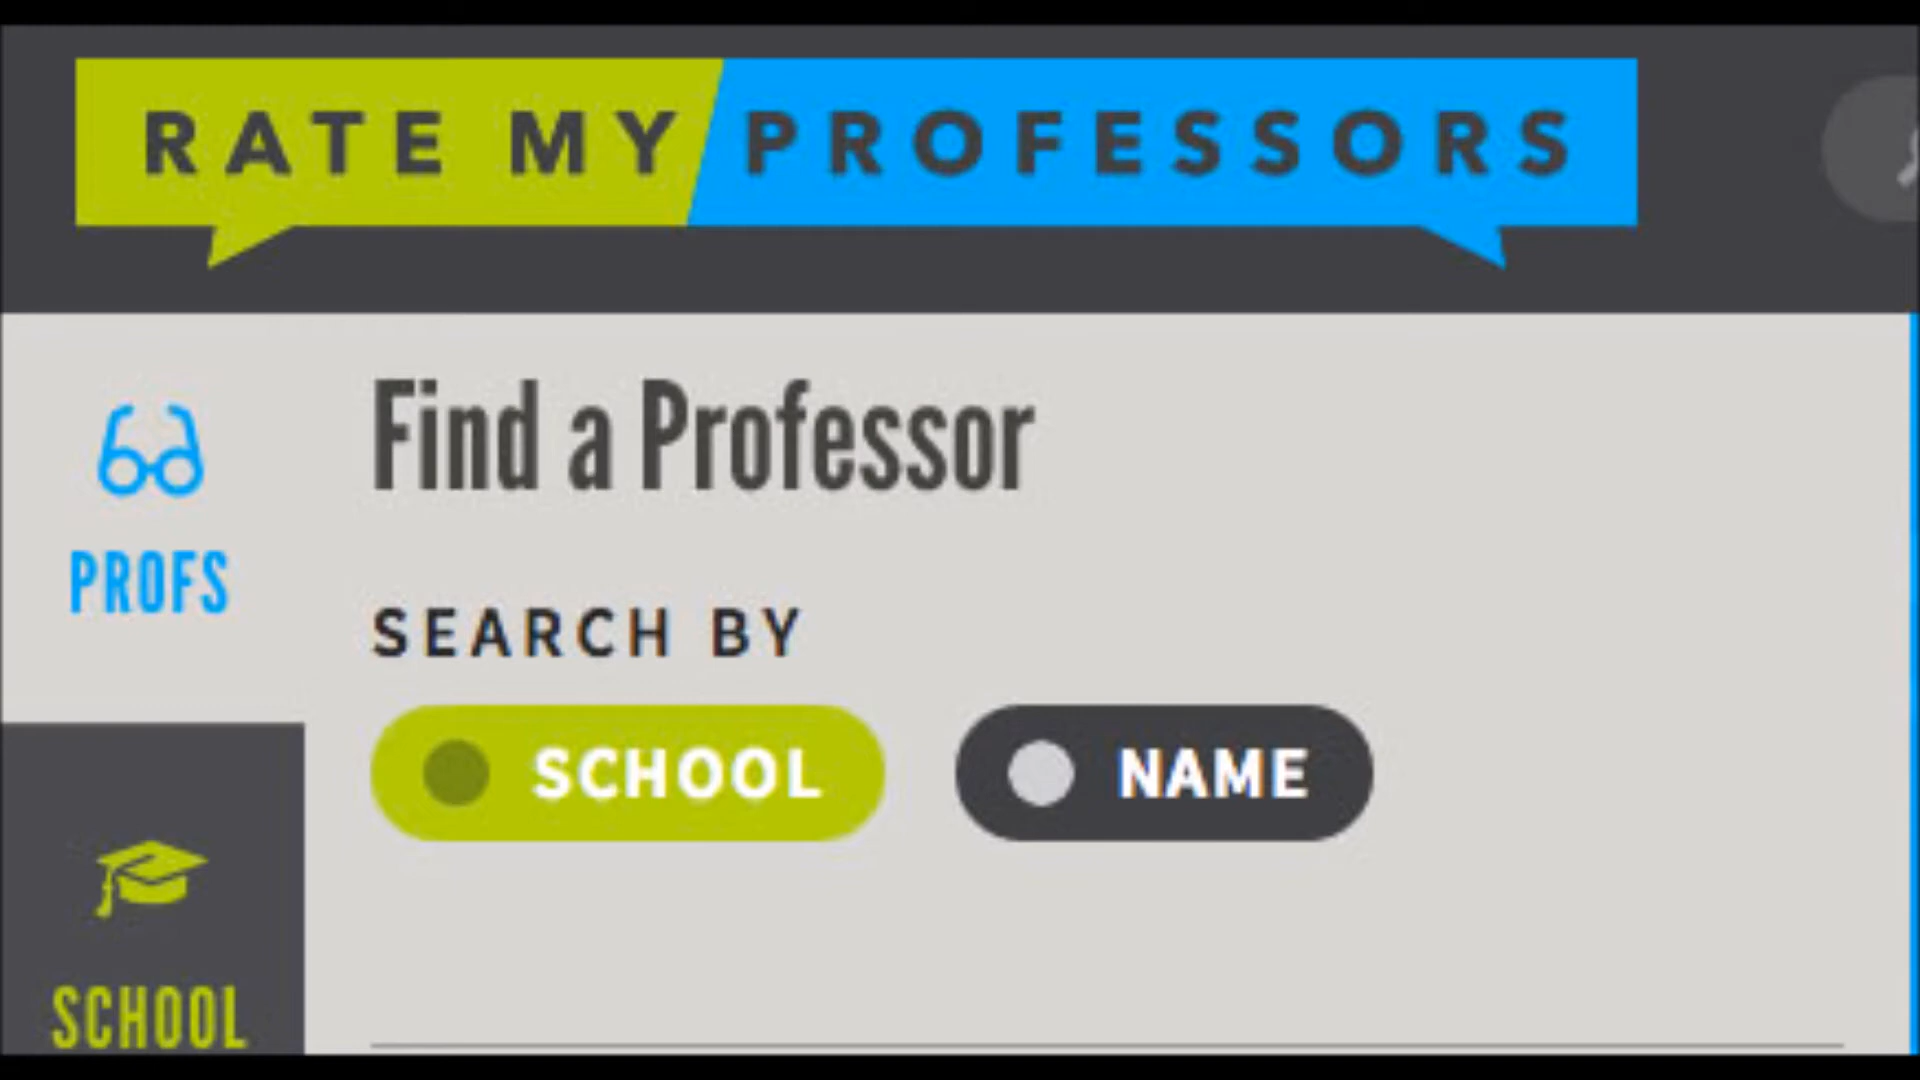 RATE MY PROFESSORS
Find a Professor
PROFS
SEARCH BY
SCHOOL NAME
SCHOOL